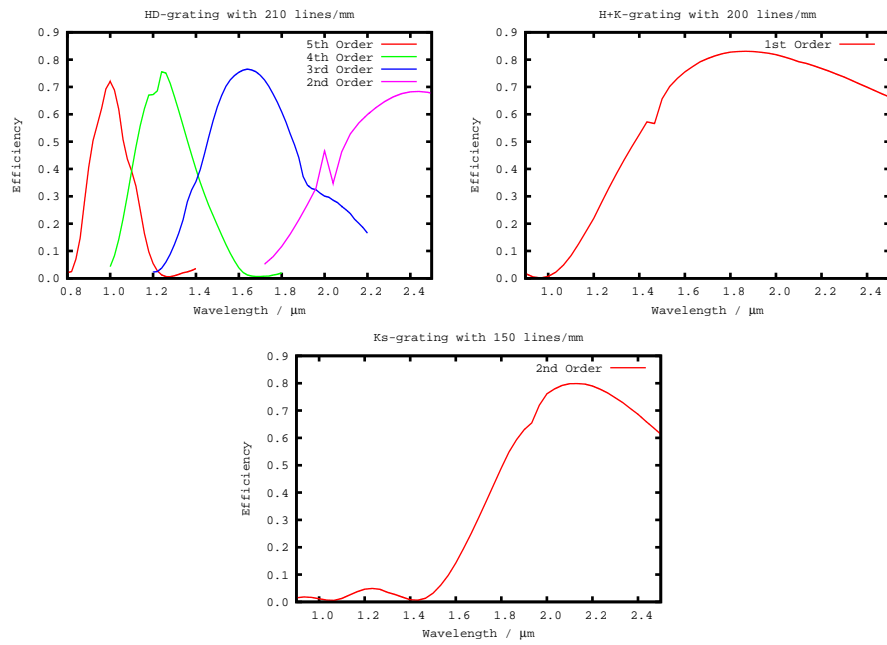 HD-grating with 210 lines/mm
0.9
0.8
0.7
0.6
0.5
0.4
0.3
0.2
0.1
0.0
Efficiency
5th Order
4th Order
3rd Order
2nd Order
0.8 1.0 1.2 1.4 1.6 1.8 2.0 2.2 2.4
Wavelength / μm
H+K-grating with 200 lines/mm
0.9
0.8
0.7
0.6
0.5
0.4
0.3
0.2
0.1
0.0
Efficiency
1st Order
1.0 1.2 1.4 1.6 1.8 2.0 2.2 2.4
Wavelength / μm
Ks-grating with 150 lines/mm
0.9
0.8
0.7
0.6
0.5
0.4
0.3
0.2
0.1
0.0
Efficiency
2nd Order
1.0 1.2 1.4 1.6 1.8 2.0 2.2 2.4
Wavelength / μm